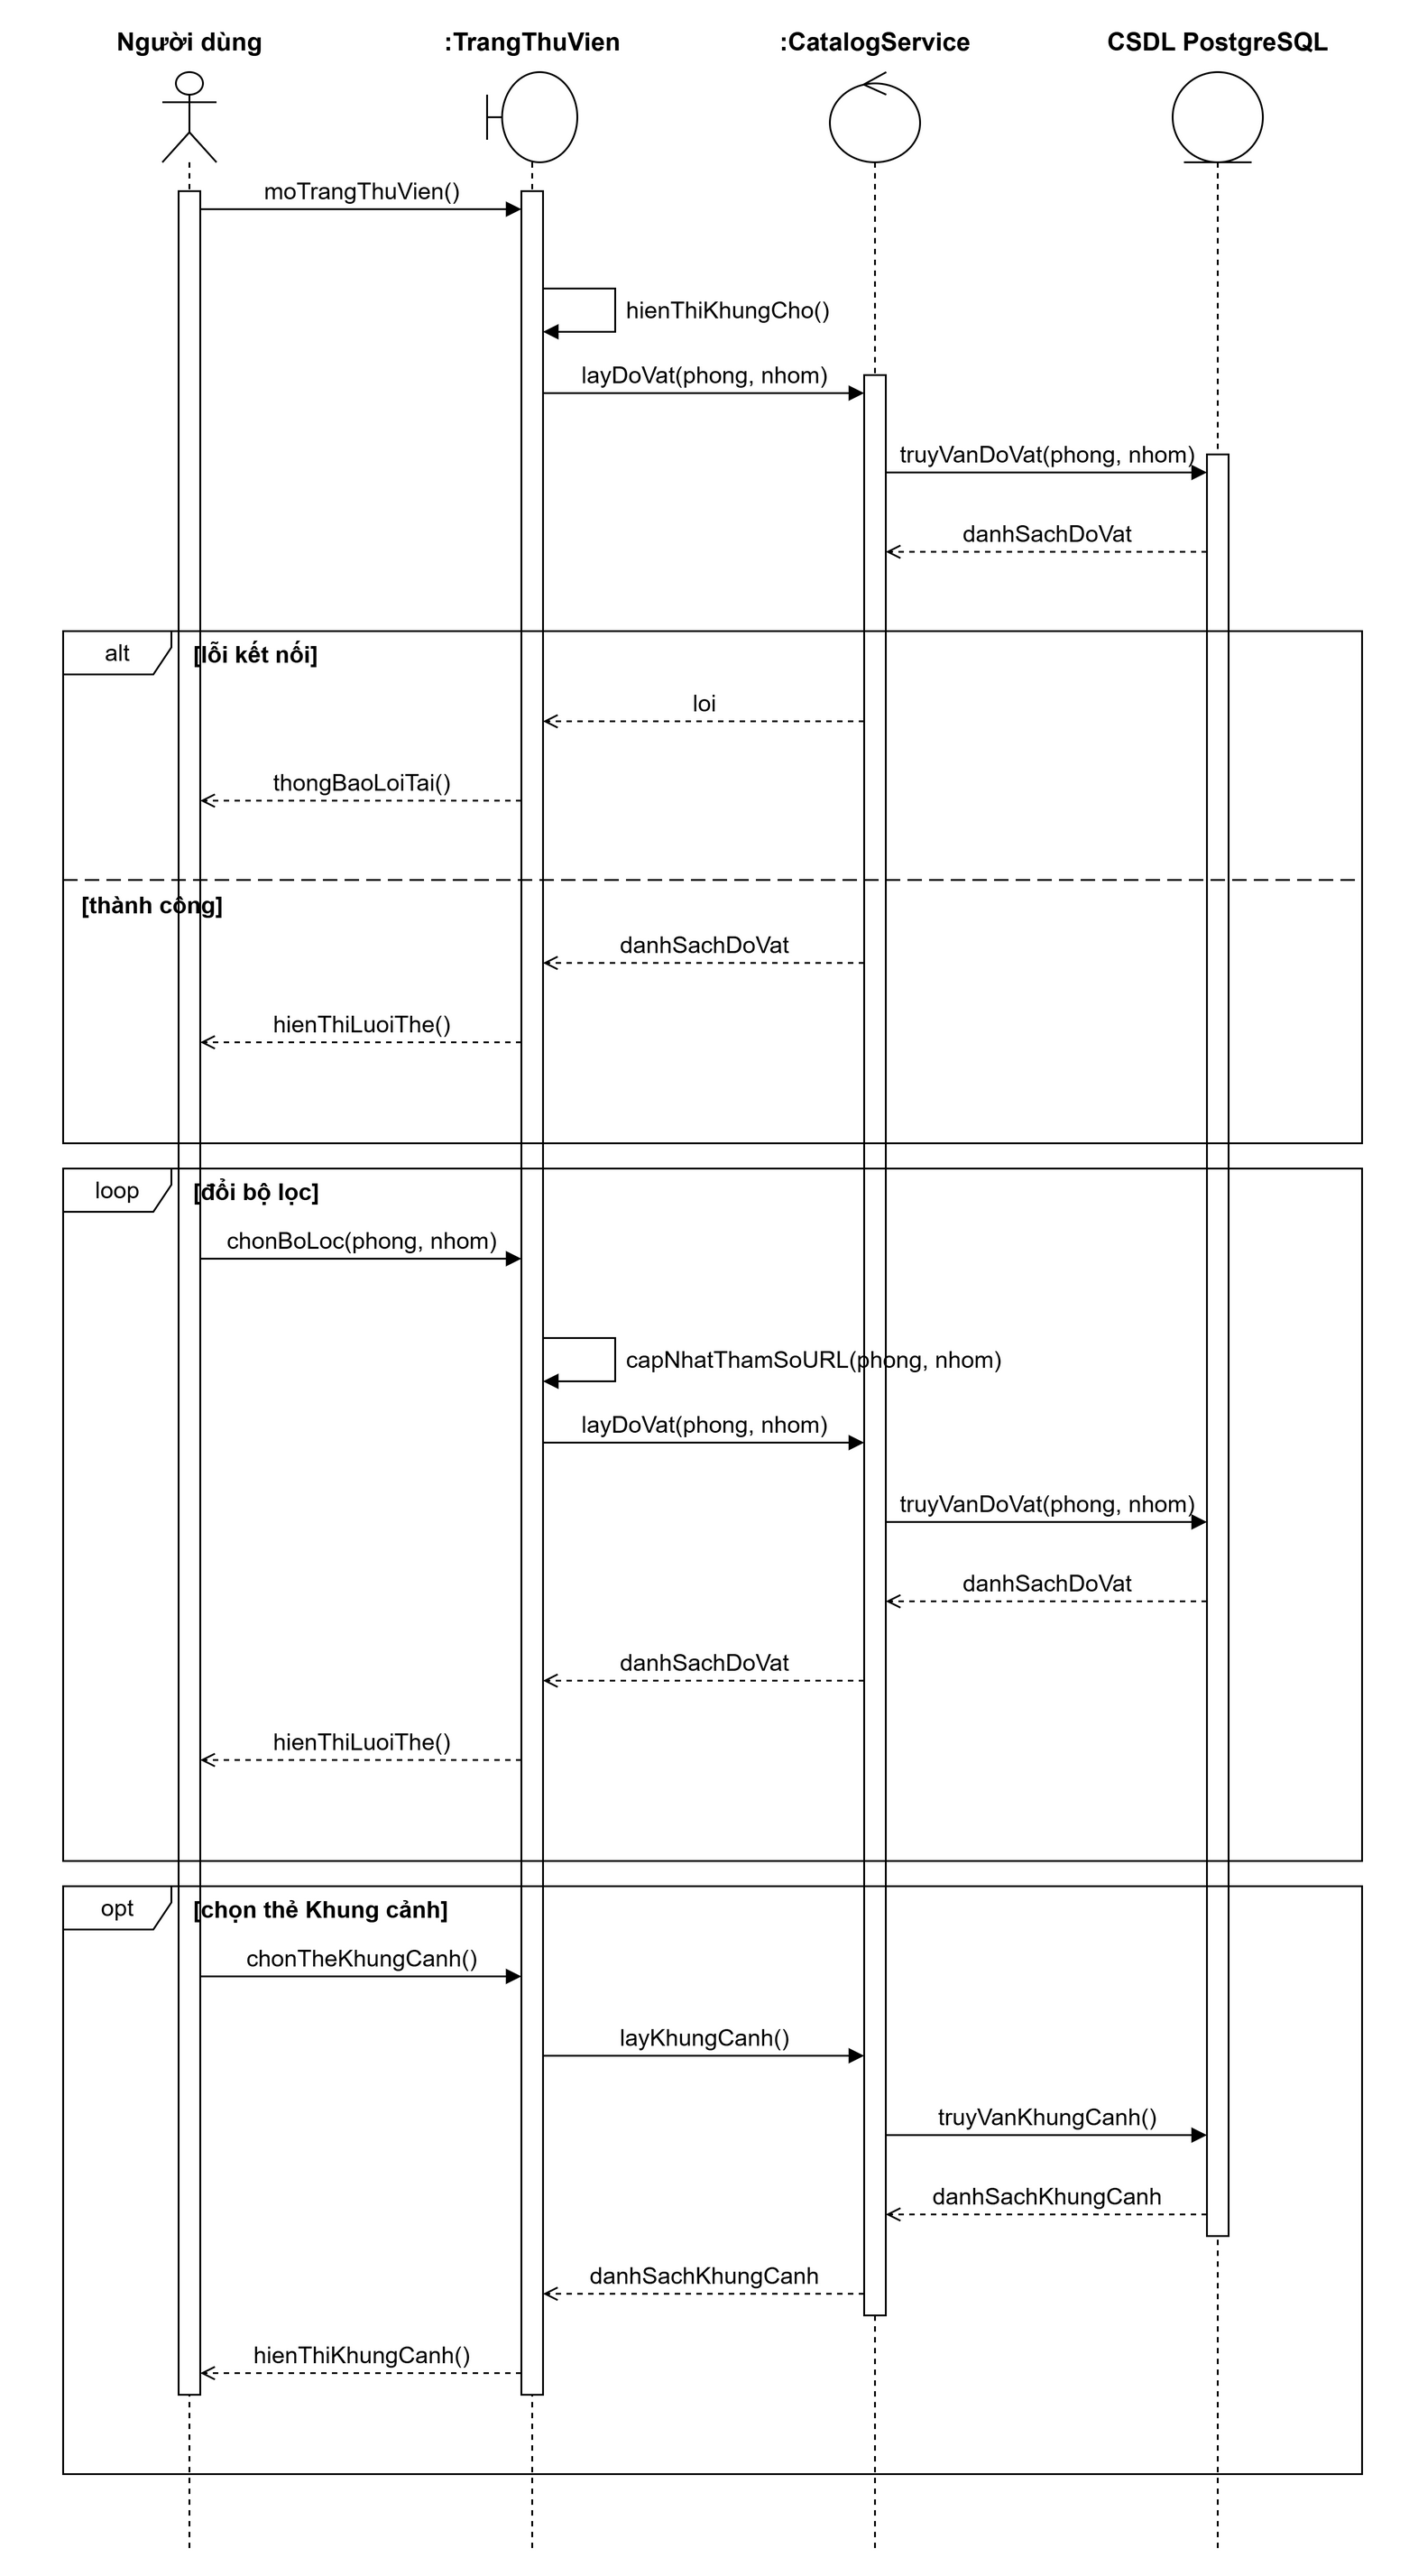 Người dùng
:TrangThuVien
:CatalogService
CSDL PostgreSQL
moTrangThuVien()
hienThiKhungCho()
layDoVat(phong, nhom)
truyVanDoVat(phong, nhom)
danhSachDoVat
alt
[lỗi kết nối]
loi
thongBaoLoiTai()
[thành công]
danhSachDoVat
hienThiLuoiThe()
loop
[đổi bộ lọc]
chonBoLoc(phong, nhom)
capNhatThamSoURL(phong, nhom)
layDoVat(phong, nhom)
truyVanDoVat(phong, nhom)
danhSachDoVat
danhSachDoVat
hienThiLuoiThe()
opt
[chọn thẻ Khung cảnh]
chonTheKhungCanh()
layKhungCanh()
truyVanKhungCanh()
danhSachKhungCanh
danhSachKhungCanh
hienThiKhungCanh()